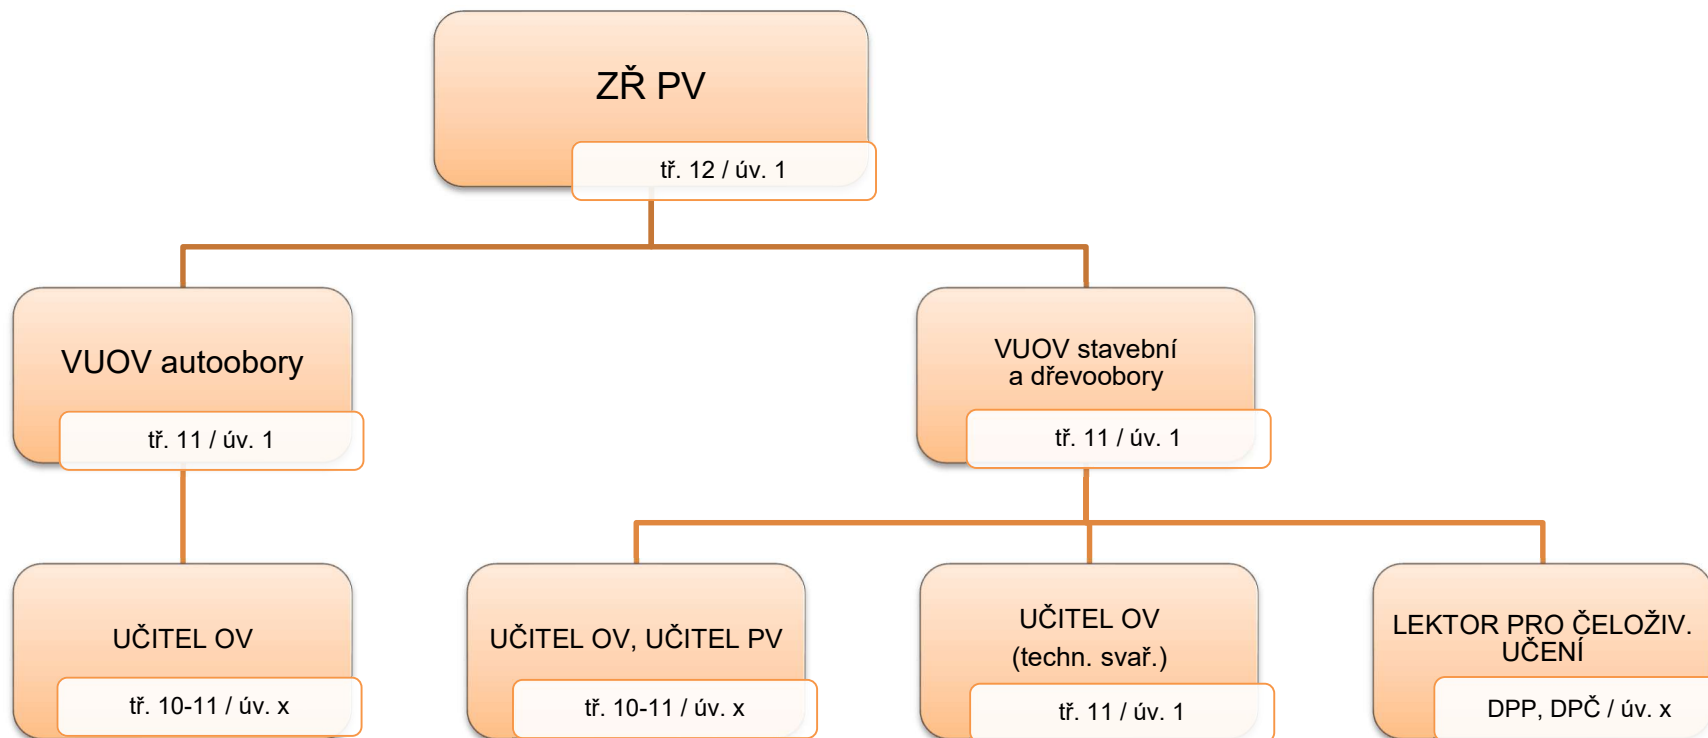 ZŘ PV
tř. 12 / úv. 1
VUOV autoobory
tř. 11 / úv. 1
VUOV stavební
a dřevoobory
tř. 11 / úv. 1
UČITEL OV
tř. 10-11 / úv. x
UČITEL OV, UČITEL PV
tř. 10-11 / úv. x
UČITEL OV
(techn. svař.)
tř. 11 / úv. 1
LEKTOR PRO ČELOŽIV.
UČENÍ
DPP, DPČ / úv. x